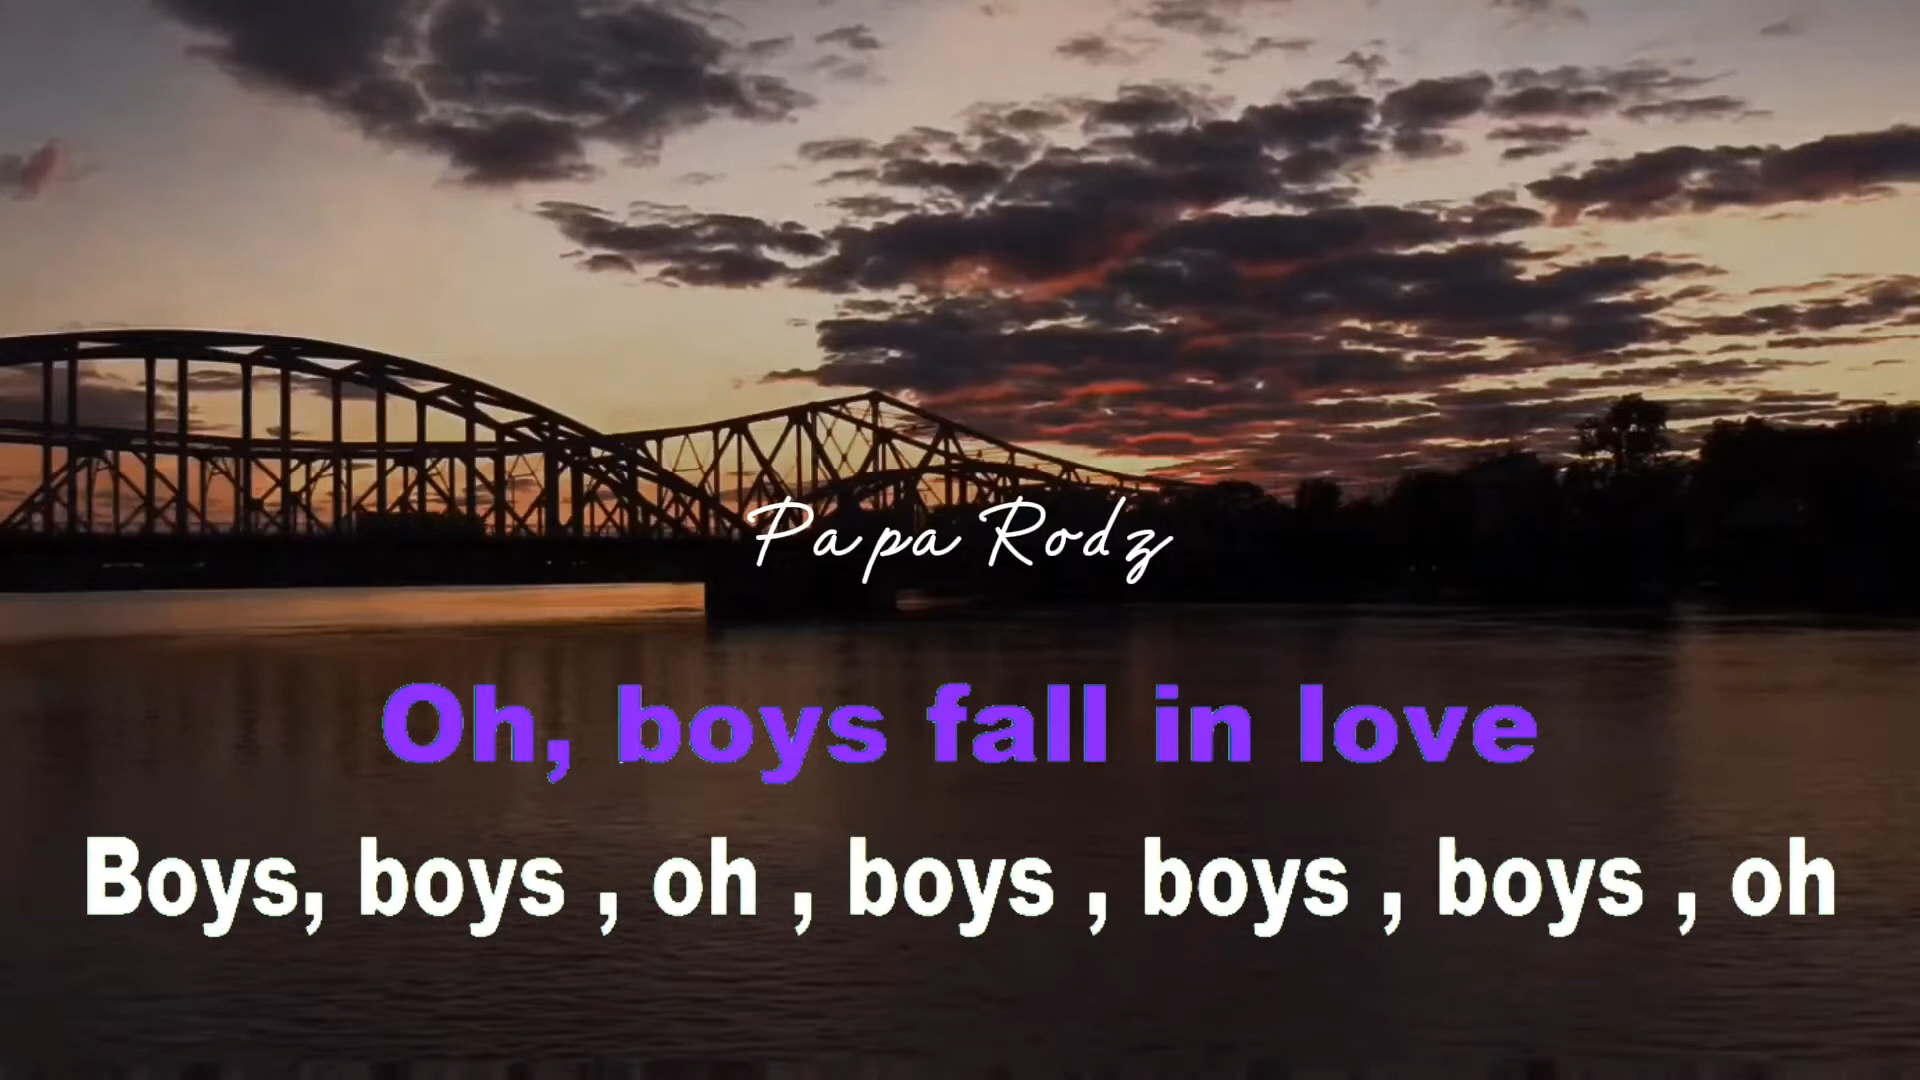 Papa Rodz
Oh, boys fall in love
Boys, boys , oh , boys , boys , boys , oh